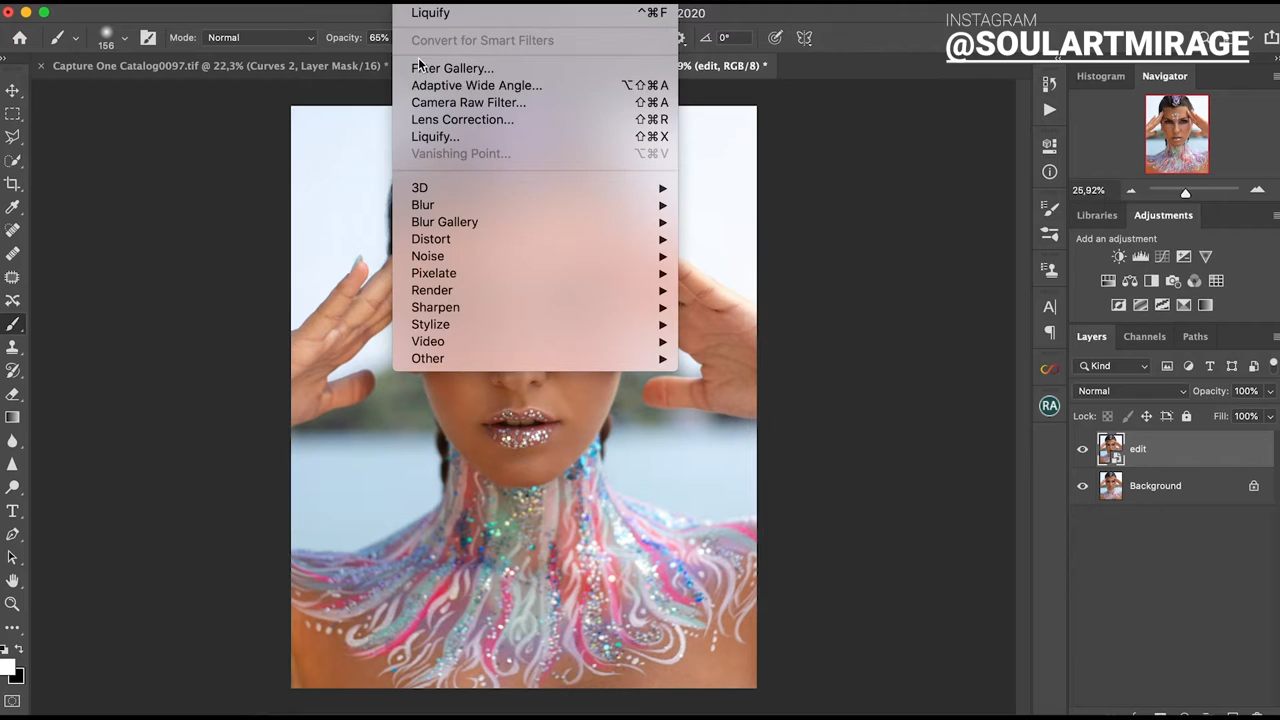 2020
INSTAGRAM
@SOULARTMIRAGE
156
Mode: Normal
Opacity: 65%
0°
Capture One Catalog0097.tif @ 22,3% (Curves 2, Layer Mask/16) *
9% (edit, RGB/8) *
Liquify ^⌘F
Convert for Smart Filters
Filter Gallery...
Adaptive Wide Angle... ⌥⇧⌘A
Camera Raw Filter... ⇧⌘A
Lens Correction... ⇧⌘R
Liquify... ⇧⌘X
Vanishing Point... ⌥⌘V
3D
Blur
Blur Gallery
Distort
Noise
Pixelate
Render
Sharpen
Stylize
Video
Other
Histogram
Navigator
25,92%
Libraries
Adjustments
Add an adjustment
Layers
Channels
Paths
Kind
Normal
Opacity: 100%
Lock:
Fill: 100%
edit
Background
RA